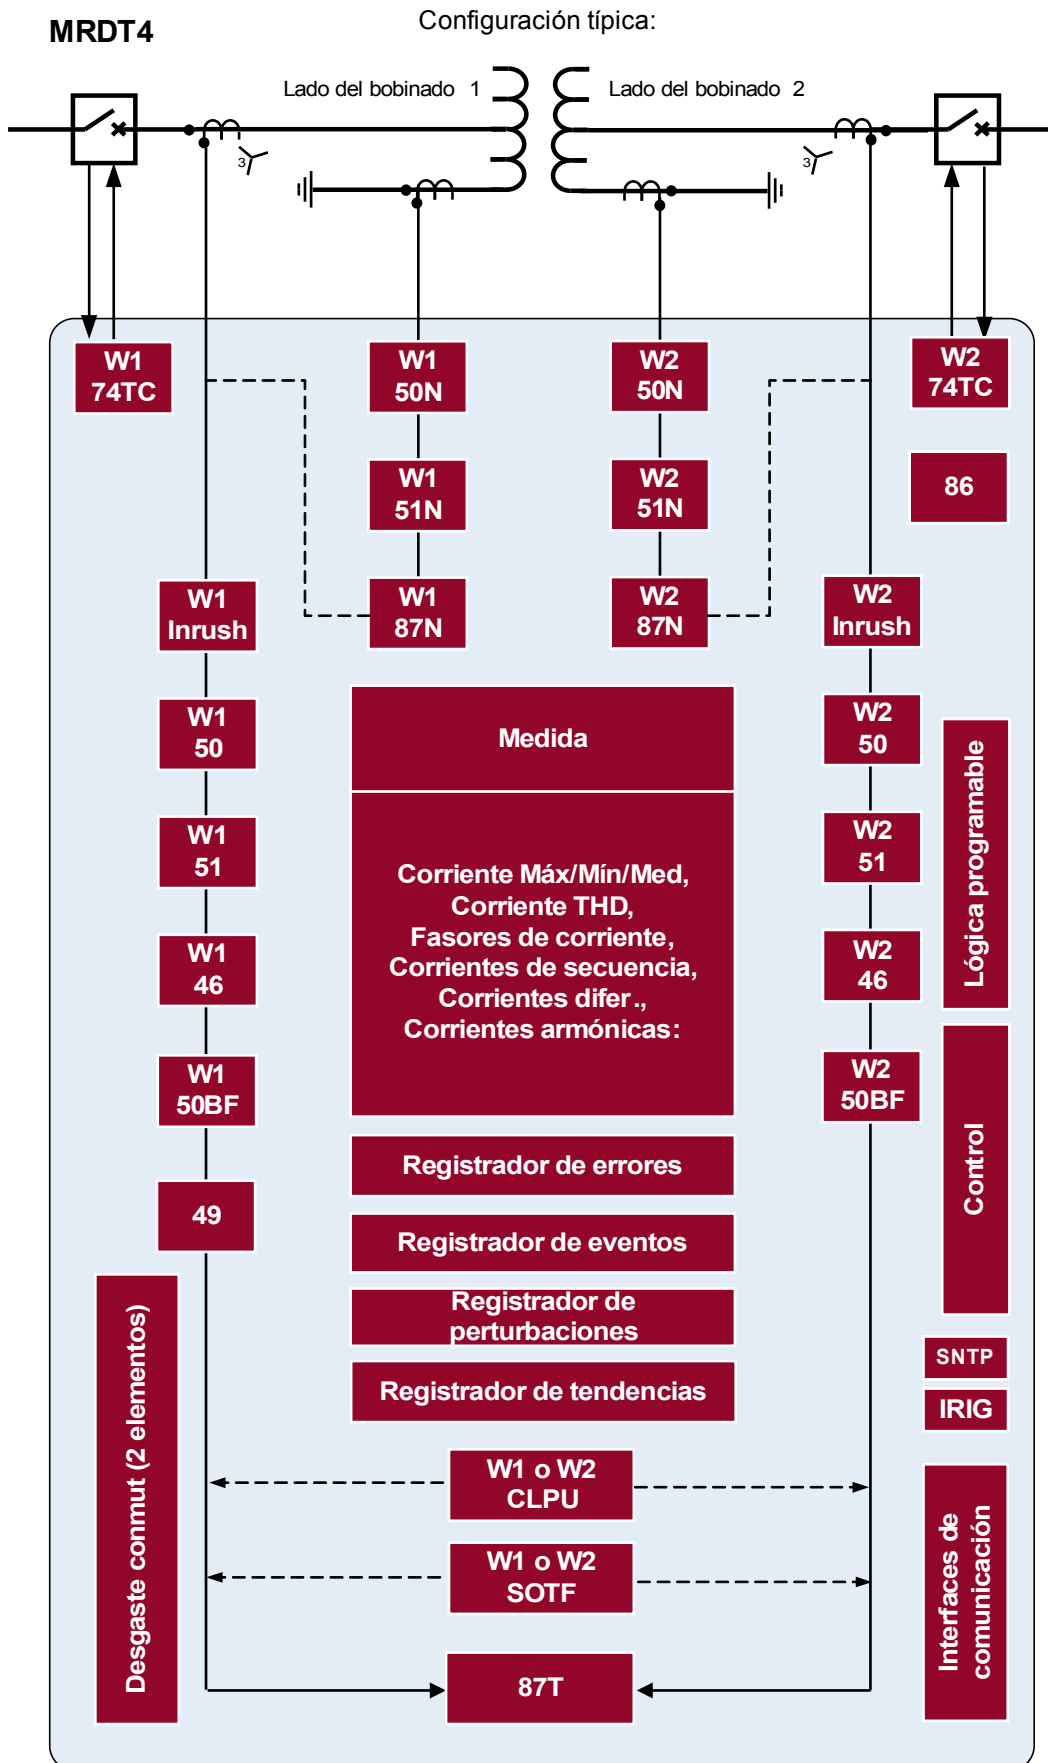 MRDT4
Configuración típica:
Lado del bobinado 1
Lado del bobinado 2
3
3
W1
74TC
W1
50N
W2
50N
W2
74TC
W1
51N
W2
51N
86
W1
Inrush
W1
87N
W2
87N
W2
Inrush
W1
50
W2
50
W1
51
W2
51
W1
46
W2
46
W1
50BF
W2
50BF
49
Medida
Corriente Máx/Mín/Med,
Corriente THD,
Fasores de corriente,
Corrientes de secuencia,
Corrientes difer.,
Corrientes armónicas:
Registrador de errores
Registrador de eventos
Registrador de
perturbaciones
Registrador de tendencias
Lógica programable
Control
SNTP
IRIG
Desgaste conmut (2 elementos)
W1 o W2
CLPU
W1 o W2
SOTF
87T
Interfaces de
comunicación